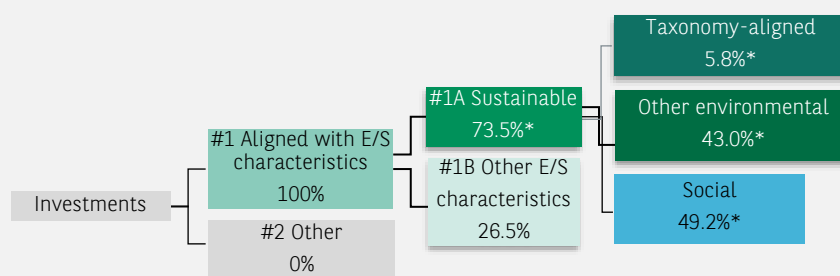 Investments
#1 Aligned with E/S
characteristics
100%
#2 Other
0%
#1A Sustainable
73.5%*
#1B Other E/S
characteristics
26.5%
Taxonomy-aligned
5.8%*
Other environmental
43.0%*
Social
49.2%*